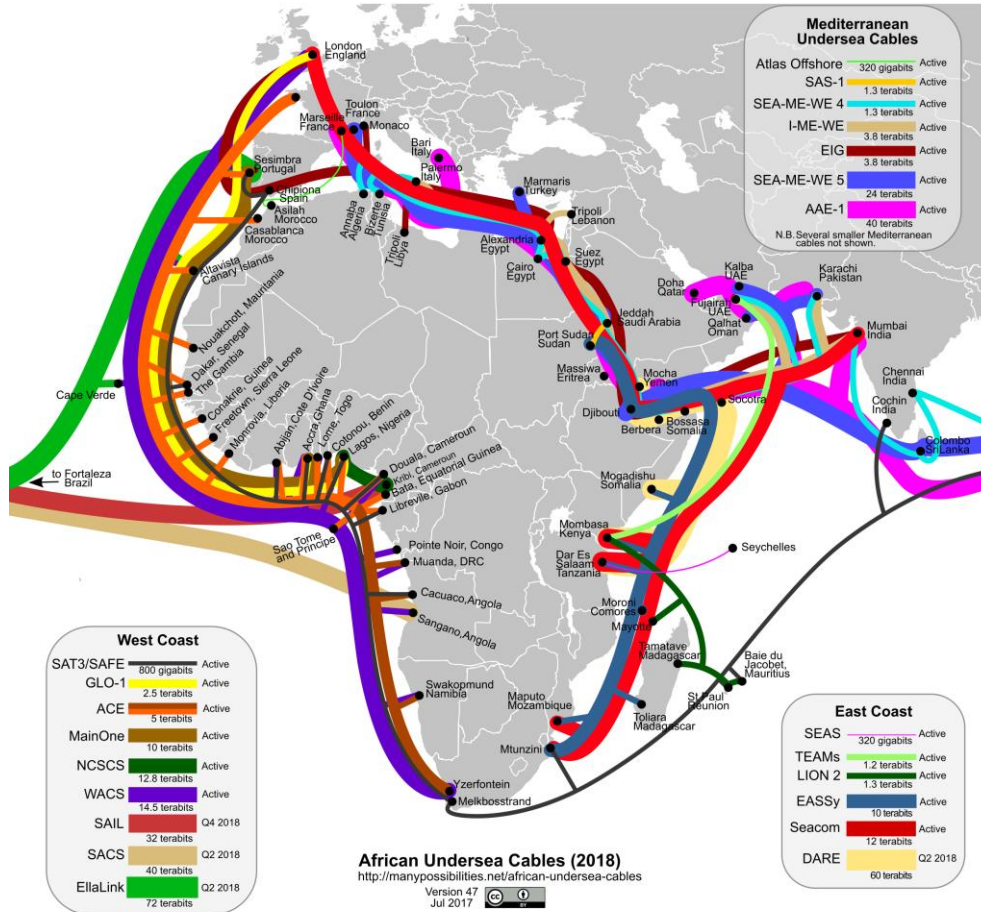 Mediterranean
Undersea Cables
Atlas Offshore
320 gigabits
Active
SAS-1
1.3 terabits
Active
SEA-ME-WE 4
1.3 terabits
Active
I-ME-WE
3.8 terabits
Active
EIG
3.8 terabits
Active
SEA-ME-WE 5
24 terabits
Active
AAE-1
40 terabits
Active
N.B.Several smaller Mediterranean
cables not shown.
London
England
Toulon
France
Marseille
France
Monaco
Bari
Italy
Palermo
Italy
Sesimbra
Portugal
Chipiona
Spain
Asilah
Morocco
Casablanca
Morocco
Annaba
Algeria
Bizerte
Tunisia
Tripoli
Libya
Marmaris
Turkey
Tripoli
Lebanon
Alexandria
Egypt
Cairo
Egypt
Suez
Egypt
Altavista
Canary Islands
Doha
Qatar
Kalba
UAE
Fujairah
UAE
Qalhat
Oman
Karachi
Pakistan
Mumbai
India
Chennai
India
Cochin
India
Colombo
Sri Lanka
Jeddah
Saudi Arabia
Port Sudan
Sudan
Massiwa
Eritrea
Mocha
Yemen
Djibouti
Berbera
Bossasa
Somalia
Socotra
Nouakchott, Mauritania
Dakar, Senegal
The Gambia
Cape Verde
Conakrie, Guinea
Freetown, Sierra Leone
Monrovia, Liberia
Abijan,Cote D'Ivoire
Accra,Ghana
Lome, Togo
Cotonou, Benin
Lagos, Nigeria
Douala, Cameroun
Kribi, Cameroun
Bata, Equatorial Guinea
Libreville, Gabon
to Fortaleza
Brazil
Sao Tome
and Principe
Pointe Noir, Congo
Muanda, DRC
Cacuaco,Angola
Sangano,Angola
Swakopmund
Namibia
Mogadishu
Somalia
Mombasa
Kenya
Dar Es
Salaam
Tanzania
Seychelles
Moroni
Comores
Mayotte
Tamatave
Madagascar
Baie du
Jacobet,
Mauritius
St Paul
Reunion
Toliara
Madagascar
Maputo
Mozambique
Mtunzini
Yzerfontein
Melkbosstrand
West Coast
SAT3/SAFE
800 gigabits
Active
GLO-1
2.5 terabits
Active
ACE
5 terabits
Active
MainOne
10 terabits
Active
NCSCS
12.8 terabits
Active
WACS
14.5 terabits
Active
SAIL
32 terabits
Q4 2018
SACS
40 terabits
Q2 2018
EllaLink
72 terabits
Q2 2018
East Coast
SEAS
320 gigabits
Active
TEAMs
1.2 terabits
Active
LION 2
1.3 terabits
Active
EASSy
10 terabits
Active
Seacom
12 terabits
Active
DARE
60 terabits
Q2 2018
African Undersea Cables (2018)
http://manypossibilities.net/african-undersea-cables
Version 47
Jul 2017
cc
BY